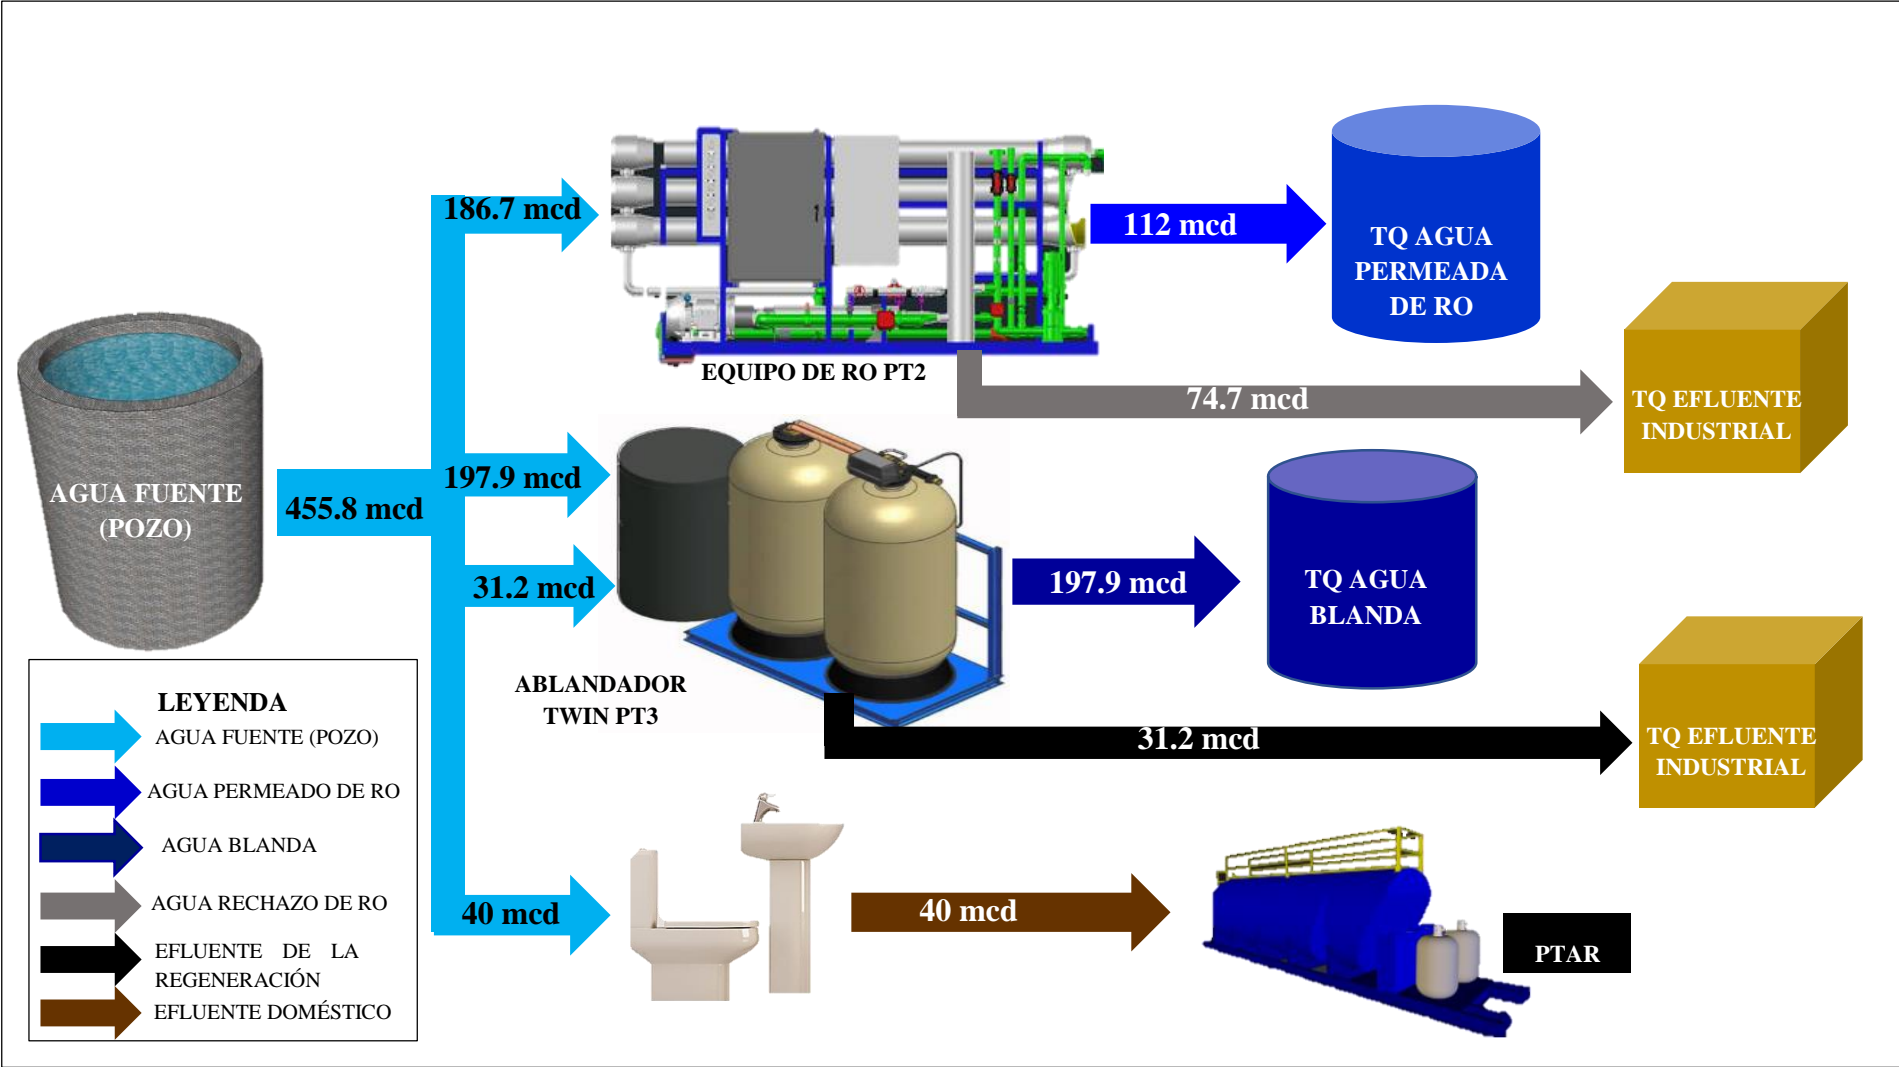 186.7 mcd
112 mcd
TQ AGUA
PERMEADA
DE RO
EQUIPO DE RO PT2
74.7 mcd
TQ EFLUENTE
INDUSTRIAL
AGUA FUENTE
(POZO)
455.8 mcd
197.9 mcd
31.2 mcd
197.9 mcd
TQ AGUA
BLANDA
ABLANDADOR
TWIN PT3
31.2 mcd
TQ EFLUENTE
INDUSTRIAL
40 mcd
40 mcd
PTAR
LEYENDA
AGUA FUENTE (POZO)
AGUA PERMEADO DE RO
AGUA BLANDA
AGUA RECHAZO DE RO
EFLUENTE DE LA
REGENERACIÓN
EFLUENTE DOMÉSTICO